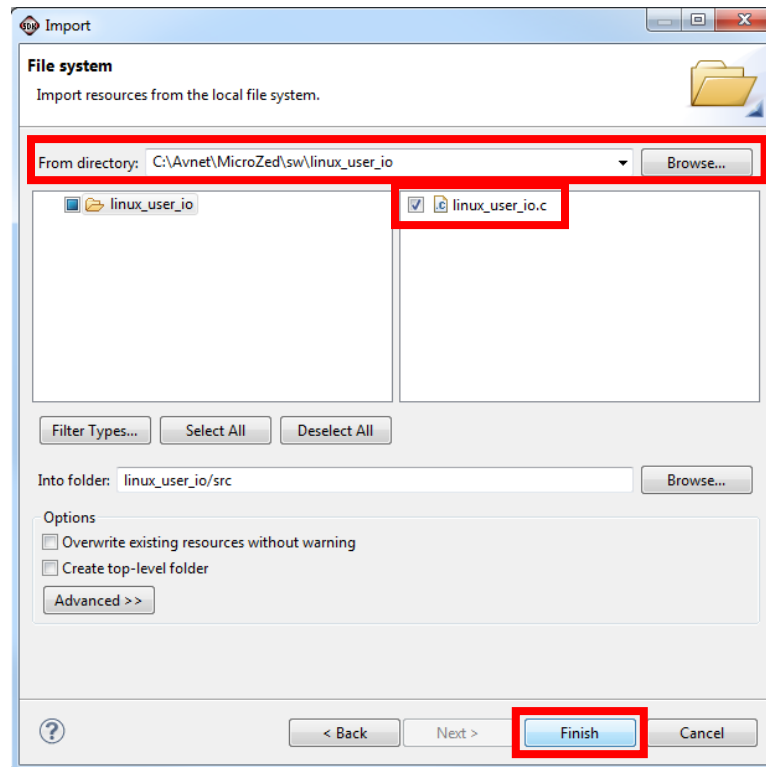 SDK Import
File system
Import resources from the local file system.
From directory: C:\Avnet\MicroZed\sw\linux_user_io Browse...
linux_user_io
.c linux_user_io.c
Filter Types... Select All Deselect All
Into folder: linux_user_io/src Browse...
Options
Overwrite existing resources without warning
Create top-level folder
Advanced >>
? < Back Next > Finish Cancel